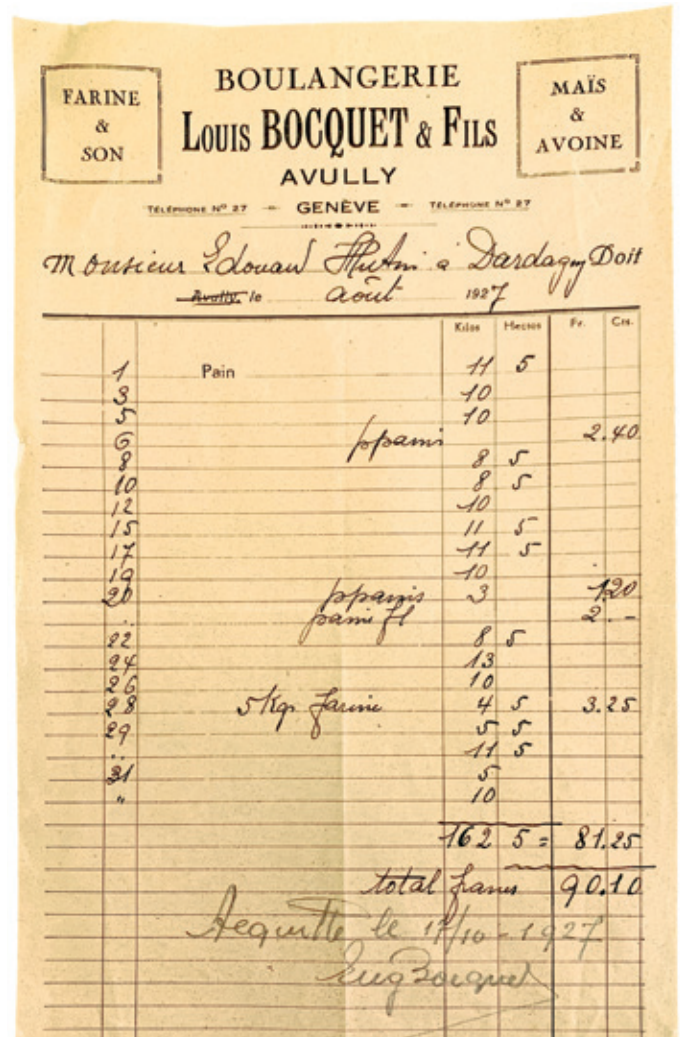 FARINE & SON
BOULANGERIE
MAÏS & AVOINE
LOUIS BOCQUET & FILS
AVULLY
TÉLÉPHONE Nº 27 GENÈVE TÉLÉPHONE Nº 27
Monsieur Edouard à Dardagny Doit
Avully, le août 1927
Kilos Hectos Fr. Cts.
1 Pain 11 5
3 10
5 10
6 2.40
8 8 5
10 8 5
12 10
15 11 5
17 11 5
19 10
20 3 1.20
2.-
22 8 5
24 13
26 10
28 5 Kgs farine 4 5 3.25
29 5 5
" 11 5
31 5
" 10
162 5 = 81.25
total francs 90.10
Acquitté le 17/10 - 1927
Eug Bocquet